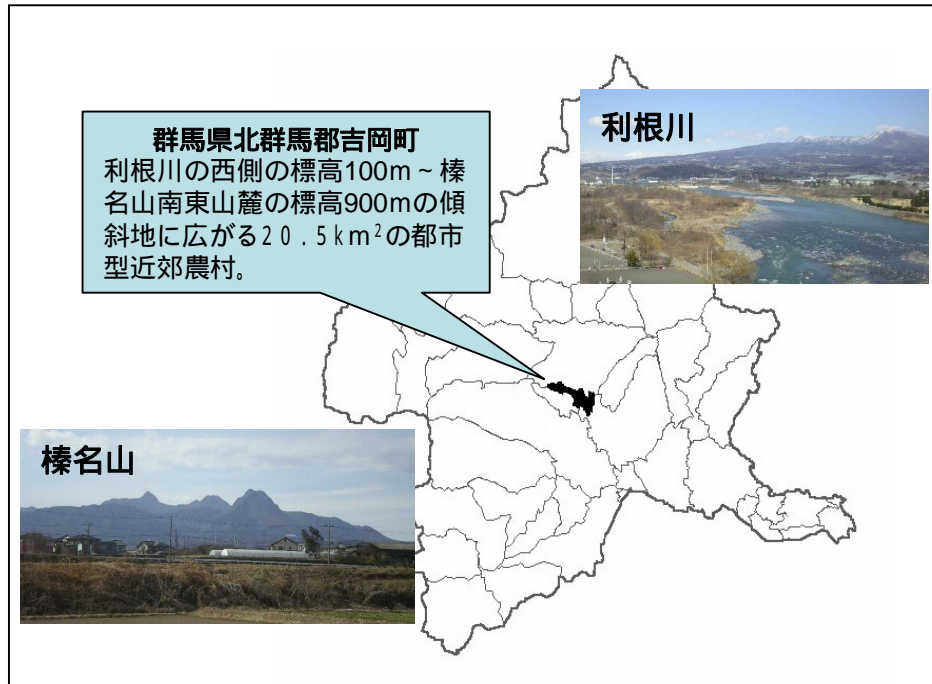 群馬県北群馬郡吉岡町
利根川の西側の標高100m~榛
名山南東山麓の標高900mの傾
斜地に広がる20.5km²の都市
型近郊農村。
利根川
榛名山